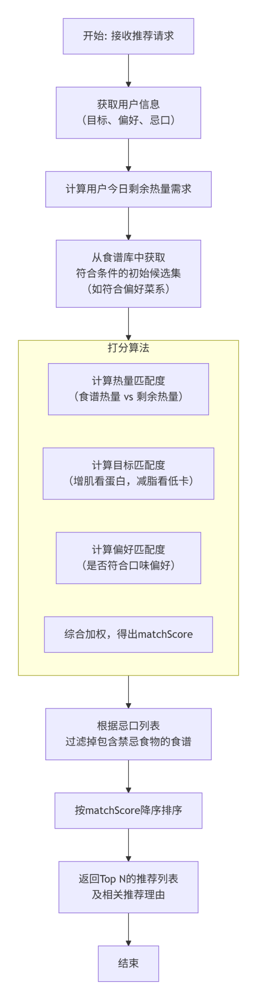 开始: 接收推荐请求
获取用户信息
（目标、偏好、忌口）
计算用户今日剩余热量需求
从食谱库中获取
符合条件的初始候选集
（如符合偏好菜系）
打分算法
计算热量匹配度
（食谱热量 vs 剩余热量）
计算目标匹配度
（增肌看蛋白，减脂看低卡）
计算偏好匹配度
（是否符合口味偏好）
综合加权，得出matchScore
根据忌口列表
过滤掉包含禁忌食物的食谱
按matchScore降序排序
返回Top N的推荐列表
及相关推荐理由
结束